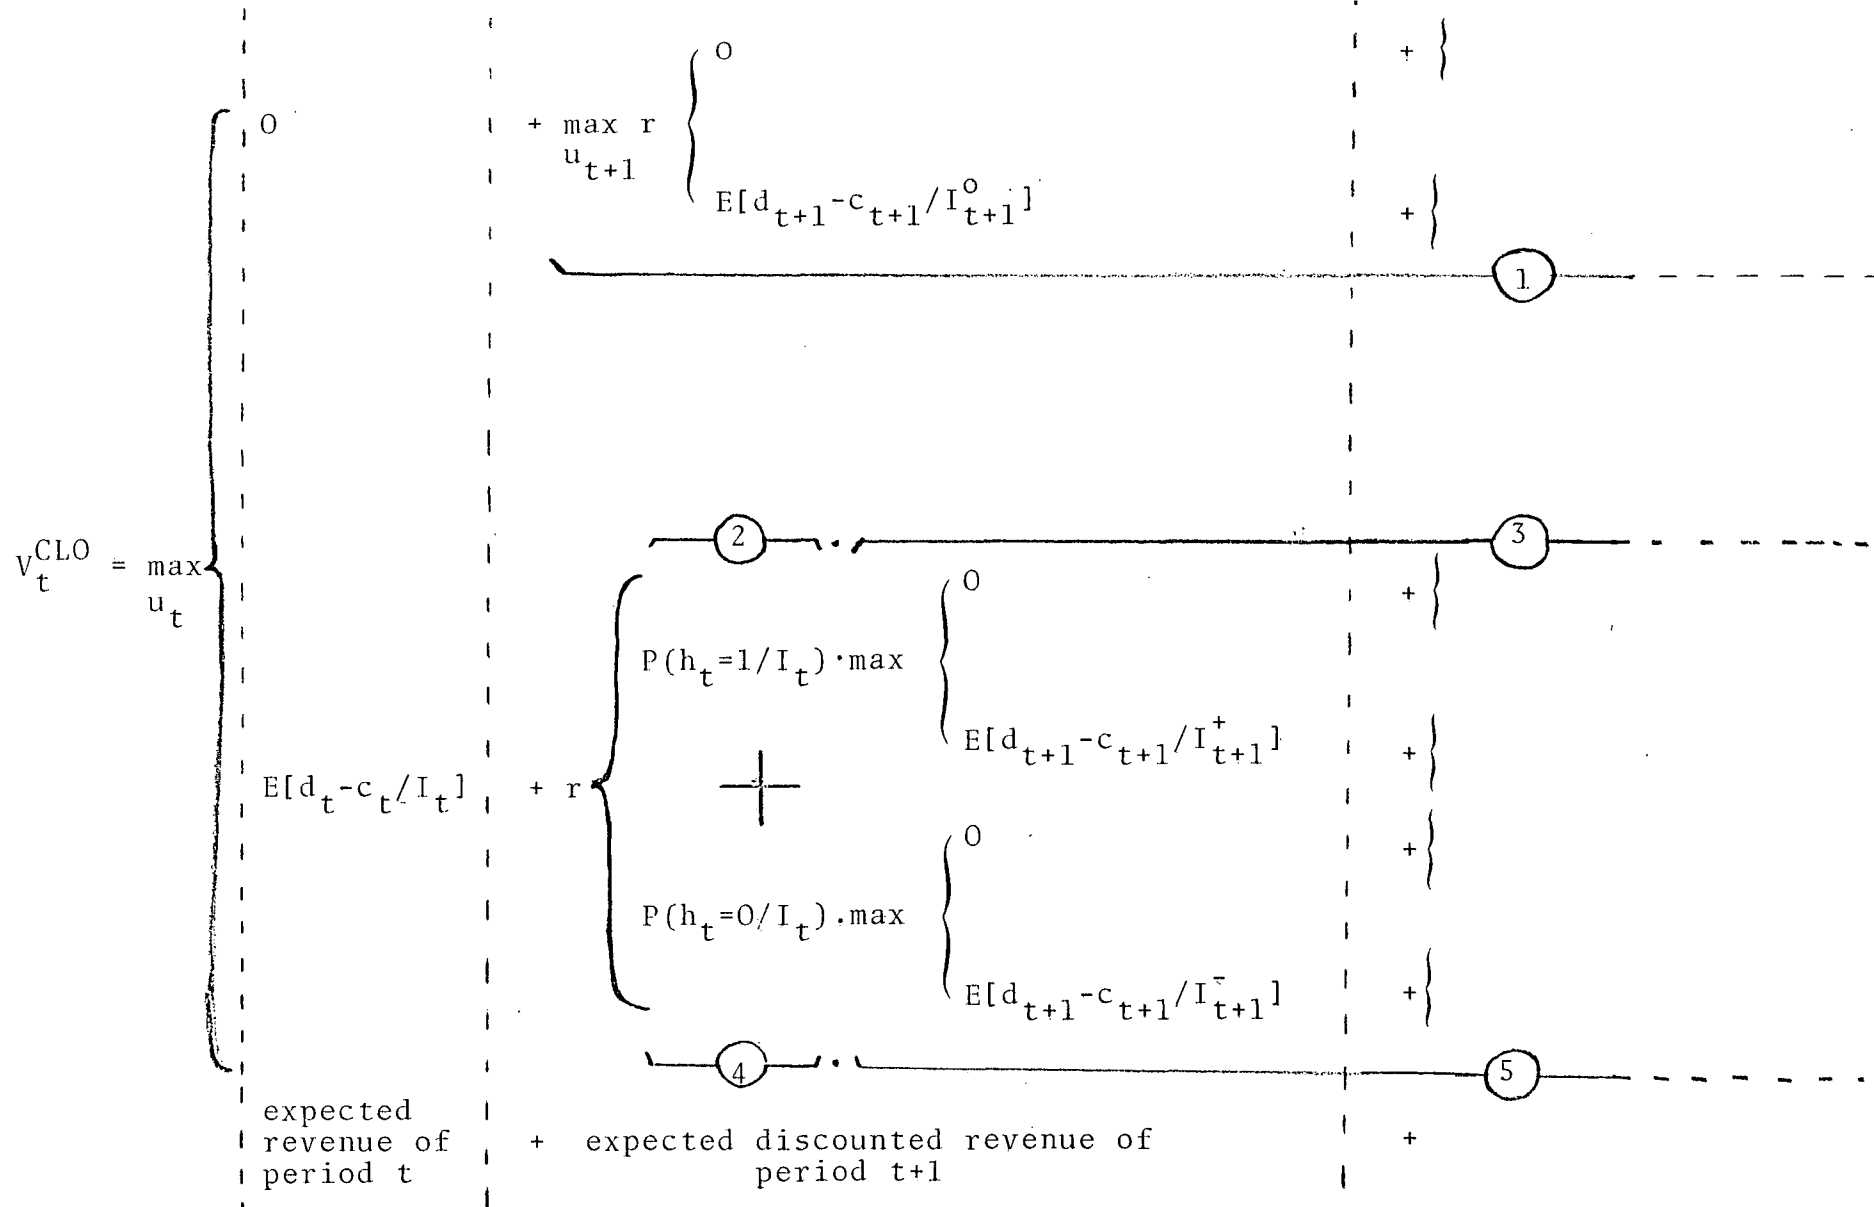 0
+ {
+ max r {
u_{t+1}
0
E[d_{t+1}-c_{t+1}/I^0_{t+1}]
+ {
1
2 . 3
V_t^{CLO} = max {
u_t
0
+ {
P(h_t=1/I_t)·max {
E[d_{t+1}-c_{t+1}/I^+_{t+1}]
+ {
E[d_t-c_t/I_t] + r { +
0
+ {
P(h_t=0/I_t).max {
E[d_{t+1}-c_{t+1}/I^-_{t+1}]
+ {
4 . 5
expected
revenue of
period t
+ expected discounted revenue of
period t+1
+